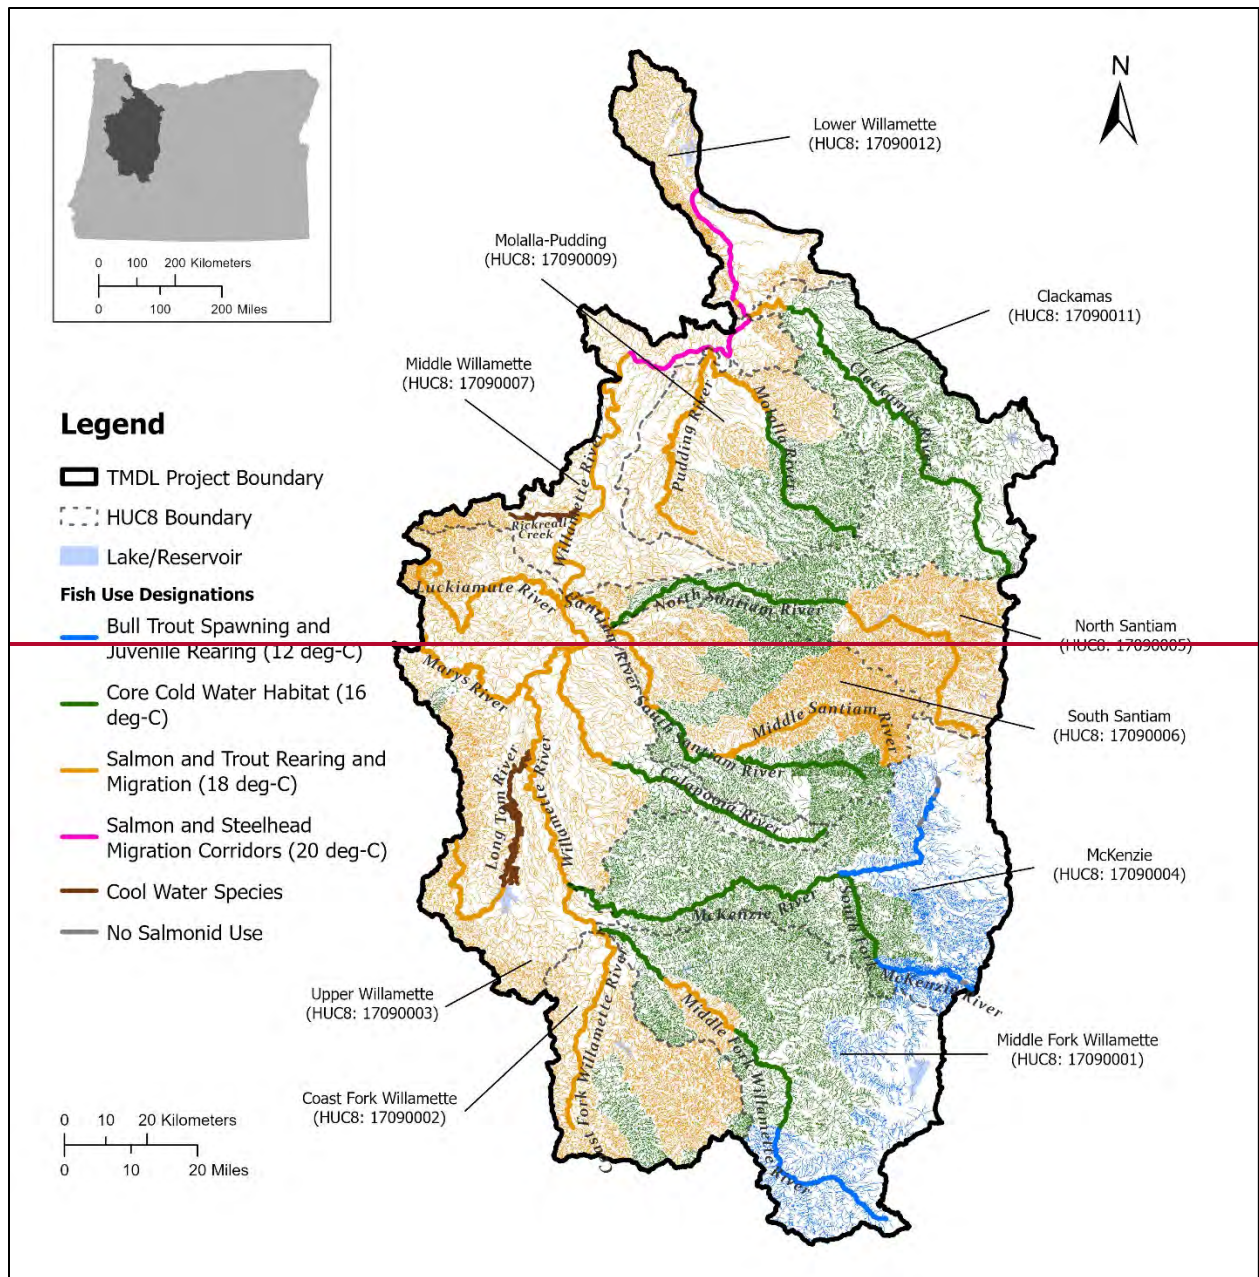 0 100 200 Kilometers
0 100 200 Miles
N
Lower Willamette
(HUC8: 17090012)
Molalla-Pudding
(HUC8: 17090009)
Clackamas
(HUC8: 17090011)
Middle Willamette
(HUC8: 17090007)
Legend
TMDL Project Boundary
HUC8 Boundary
Lake/Reservoir
Fish Use Designations
Bull Trout Spawning and
Juvenile Rearing (12 deg-C)
Core Cold Water Habitat (16
deg-C)
Salmon and Trout Rearing and
Migration (18 deg-C)
Salmon and Steelhead
Migration Corridors (20 deg-C)
Cool Water Species
No Salmonid Use
Clackamas River
Pudding River
Molalla River
Willamette River
Rickreall
Creek
Luckiamute River
North Santiam River
Santiam River
North Santiam
(HUC8: 17090005)
Marys River
South Santiam River
Middle Santiam River
South Santiam
(HUC8: 17090006)
Long Tom River
Willamette River
Calapooia River
McKenzie
(HUC8: 17090004)
McKenzie River
South Fork McKenzie River
Upper Willamette
(HUC8: 17090003)
Coast Fork Willamette River
Middle Fork Willamette River
Middle Fork Willamette
(HUC8: 17090001)
Coast Fork Willamette
(HUC8: 17090002)
0 10 20 Kilometers
0 10 20 Miles